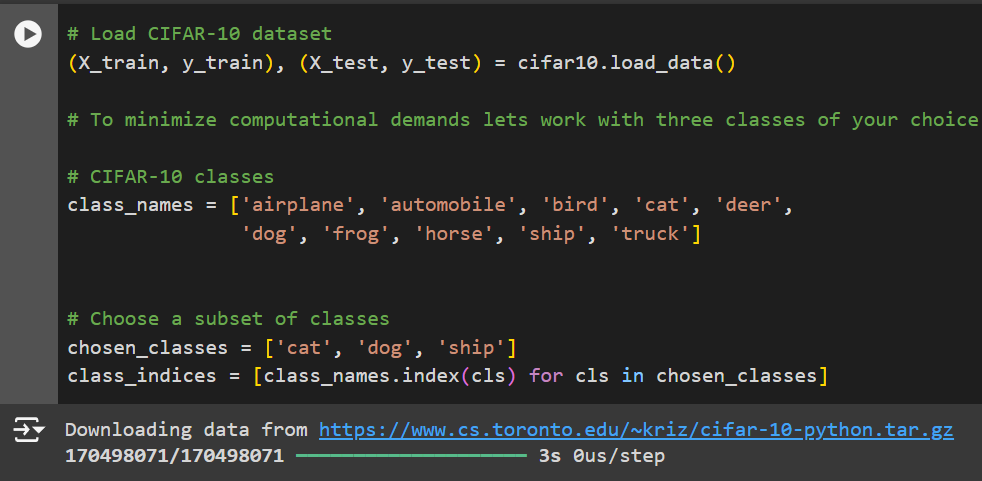 # Load CIFAR-10 dataset
(X_train, y_train), (X_test, y_test) = cifar10.load_data()
# To minimize computational demands lets work with three classes of your choice
# CIFAR-10 classes
class_names = ['airplane', 'automobile', 'bird', 'cat', 'deer',
'dog', 'frog', 'horse', 'ship', 'truck']
# Choose a subset of classes
chosen_classes = ['cat', 'dog', 'ship']
class_indices = [class_names.index(cls) for cls in chosen_classes]
Downloading data from https://www.cs.toronto.edu/~kriz/cifar-10-python.tar.gz
170498071/170498071 ━━━━━━━━━━━━━━━━━━━━ 3s 0us/step